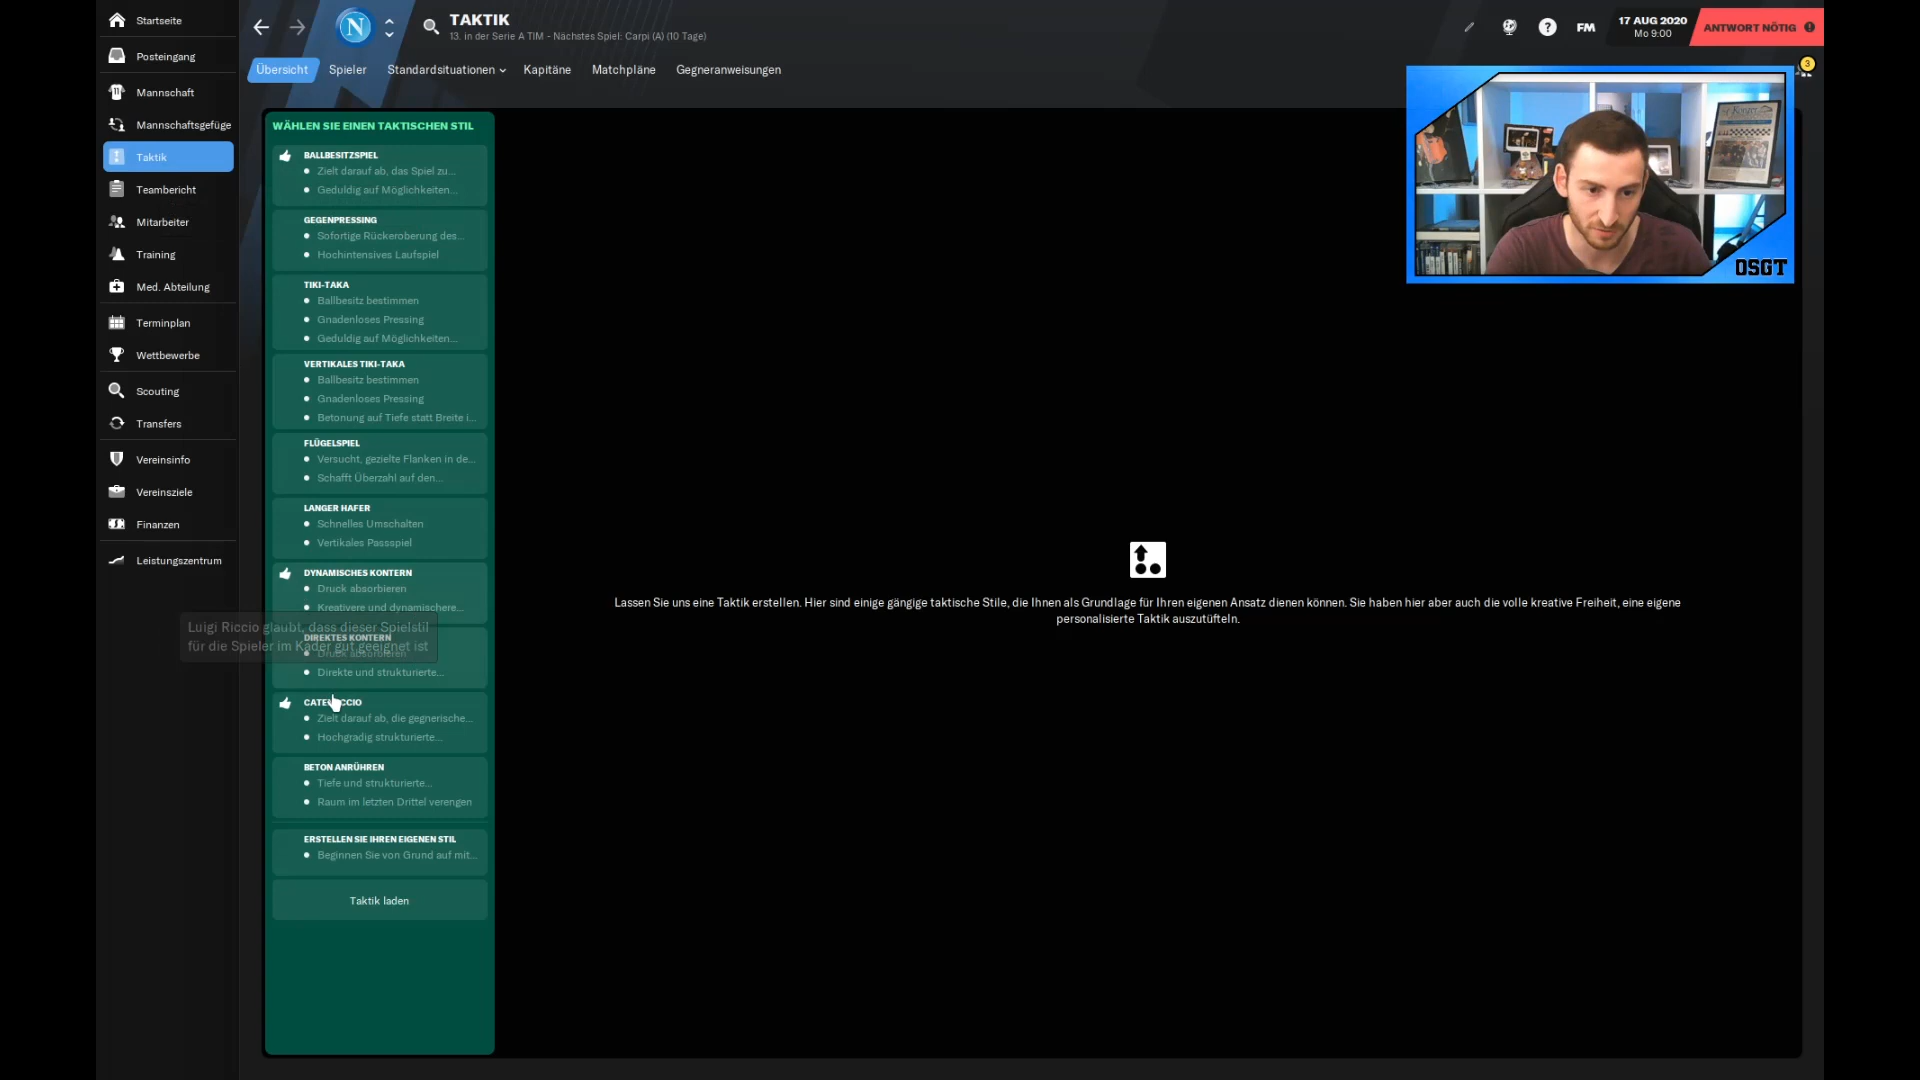 Startseite
Posteingang
Mannschaft
Mannschaftsgefüge
Taktik
Teambericht
Mitarbeiter
Training
Med. Abteilung
Terminplan
Wettbewerbe
Scouting
Transfers
Vereinsinfo
Vereinsziele
Finanzen
Leistungszentrum
N
TAKTIK
13. in der Serie A TIM - Nächstes Spiel: Carpi (A) (10 Tage)
?
FM
17 AUG 2020
Mo 9:00
ANTWORT NÖTIG
3
Übersicht
Spieler
Standardsituationen
Kapitäne
Matchpläne
Gegneranweisungen
WÄHLEN SIE EINEN TAKTISCHEN STIL
BALLBESITZSPIEL
Zielt darauf ab, das Spiel zu...
Geduldig auf Möglichkeiten...
GEGENPRESSING
Sofortige Rückeroberung des...
Hochintensives Laufspiel
TIKI-TAKA
Ballbesitz bestimmen
Gnadenloses Pressing
Geduldig auf Möglichkeiten...
VERTIKALES TIKI-TAKA
Ballbesitz bestimmen
Gnadenloses Pressing
Betonung auf Tiefe statt Breite i...
FLÜGELSPIEL
Versucht, gezielte Flanken in de...
Schafft Überzahl auf den...
LANGER HAFER
Schnelles Umschalten
Vertikales Passspiel
DYNAMISCHES KONTERN
Druck absorbieren
Kreativere und dynamischere...
Luigi Riccio glaubt, dass dieser Spielstil
für die Spieler im Kader gut geeignet ist
DIREKTES KONTERN
Druck absorbieren
Direkte und strukturierte...
Zielt darauf ab, die gegnerische...
Hochgradig strukturierte...
BETON ANRÜHREN
Tiefe und strukturierte...
Raum im letzten Drittel verengen
ERSTELLEN SIE IHREN EIGENEN STIL
Beginnen Sie von Grund auf mit...
Taktik laden
Lassen Sie uns eine Taktik erstellen. Hier sind einige gängige taktische Stile, die Ihnen als Grundlage für Ihren eigenen Ansatz dienen können. Sie haben hier aber auch die volle kreative Freiheit, eine eigene
personalisierte Taktik auszutüfteln.
OSGT